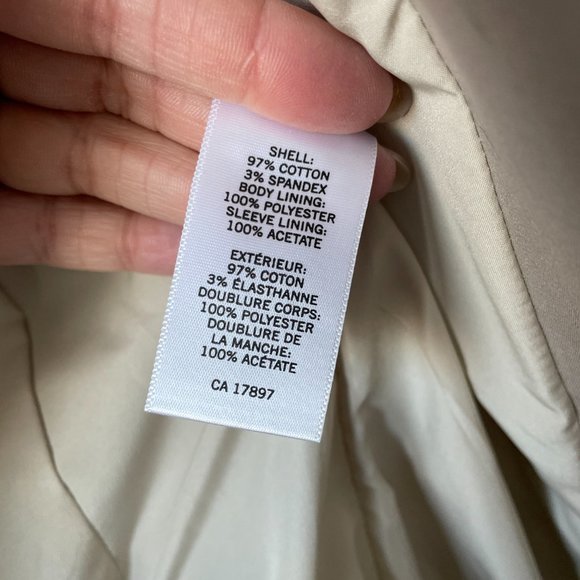 SHELL:
97% COTTON
3% SPANDEX
BODY LINING:
100% POLYESTER
SLEEVE LINING:
100% ACETATE
EXTÉRIEUR:
97% COTON
3% ÉLASTHANNE
DOUBLURE CORPS:
100% POLYESTER
DOUBLURE DE
LA MANCHE:
100% ACÉTATE
CA 17897